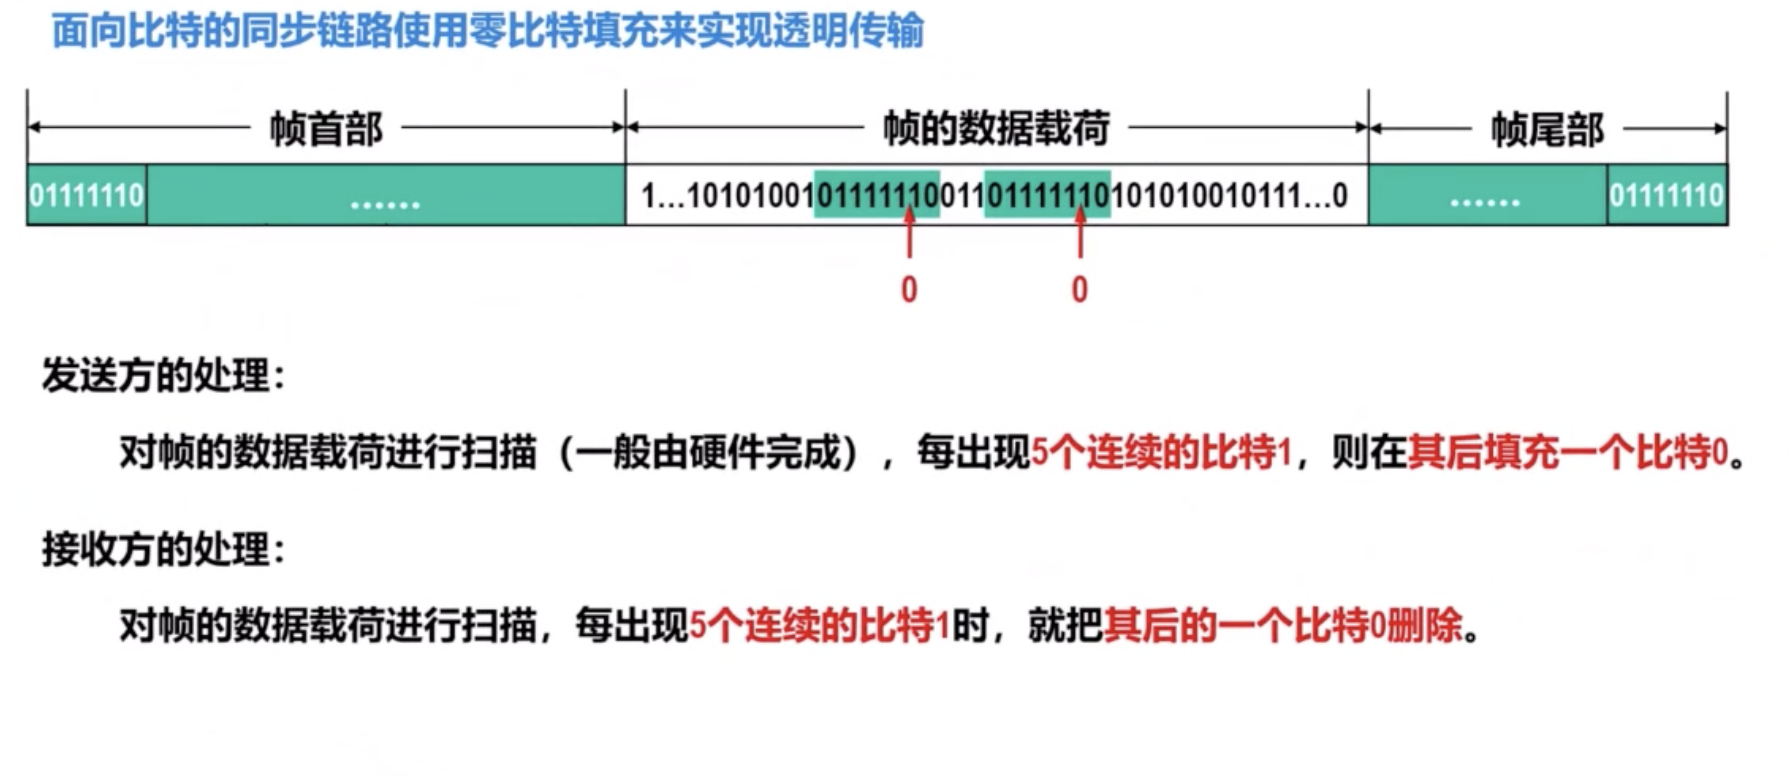 面向比特的同步链路使用零比特填充来实现透明传输
帧首部 帧的数据载荷 帧尾部
01111110 ...... 1...10101001011111100110111111010101001 0111...0 ...... 01111110
0 0
发送方的处理：
对帧的数据载荷进行扫描（一般由硬件完成），每出现5个连续的比特1，则在其后填充一个比特0。
接收方的处理：
对帧的数据载荷进行扫描，每出现5个连续的比特1时，就把其后的一个比特0删除。